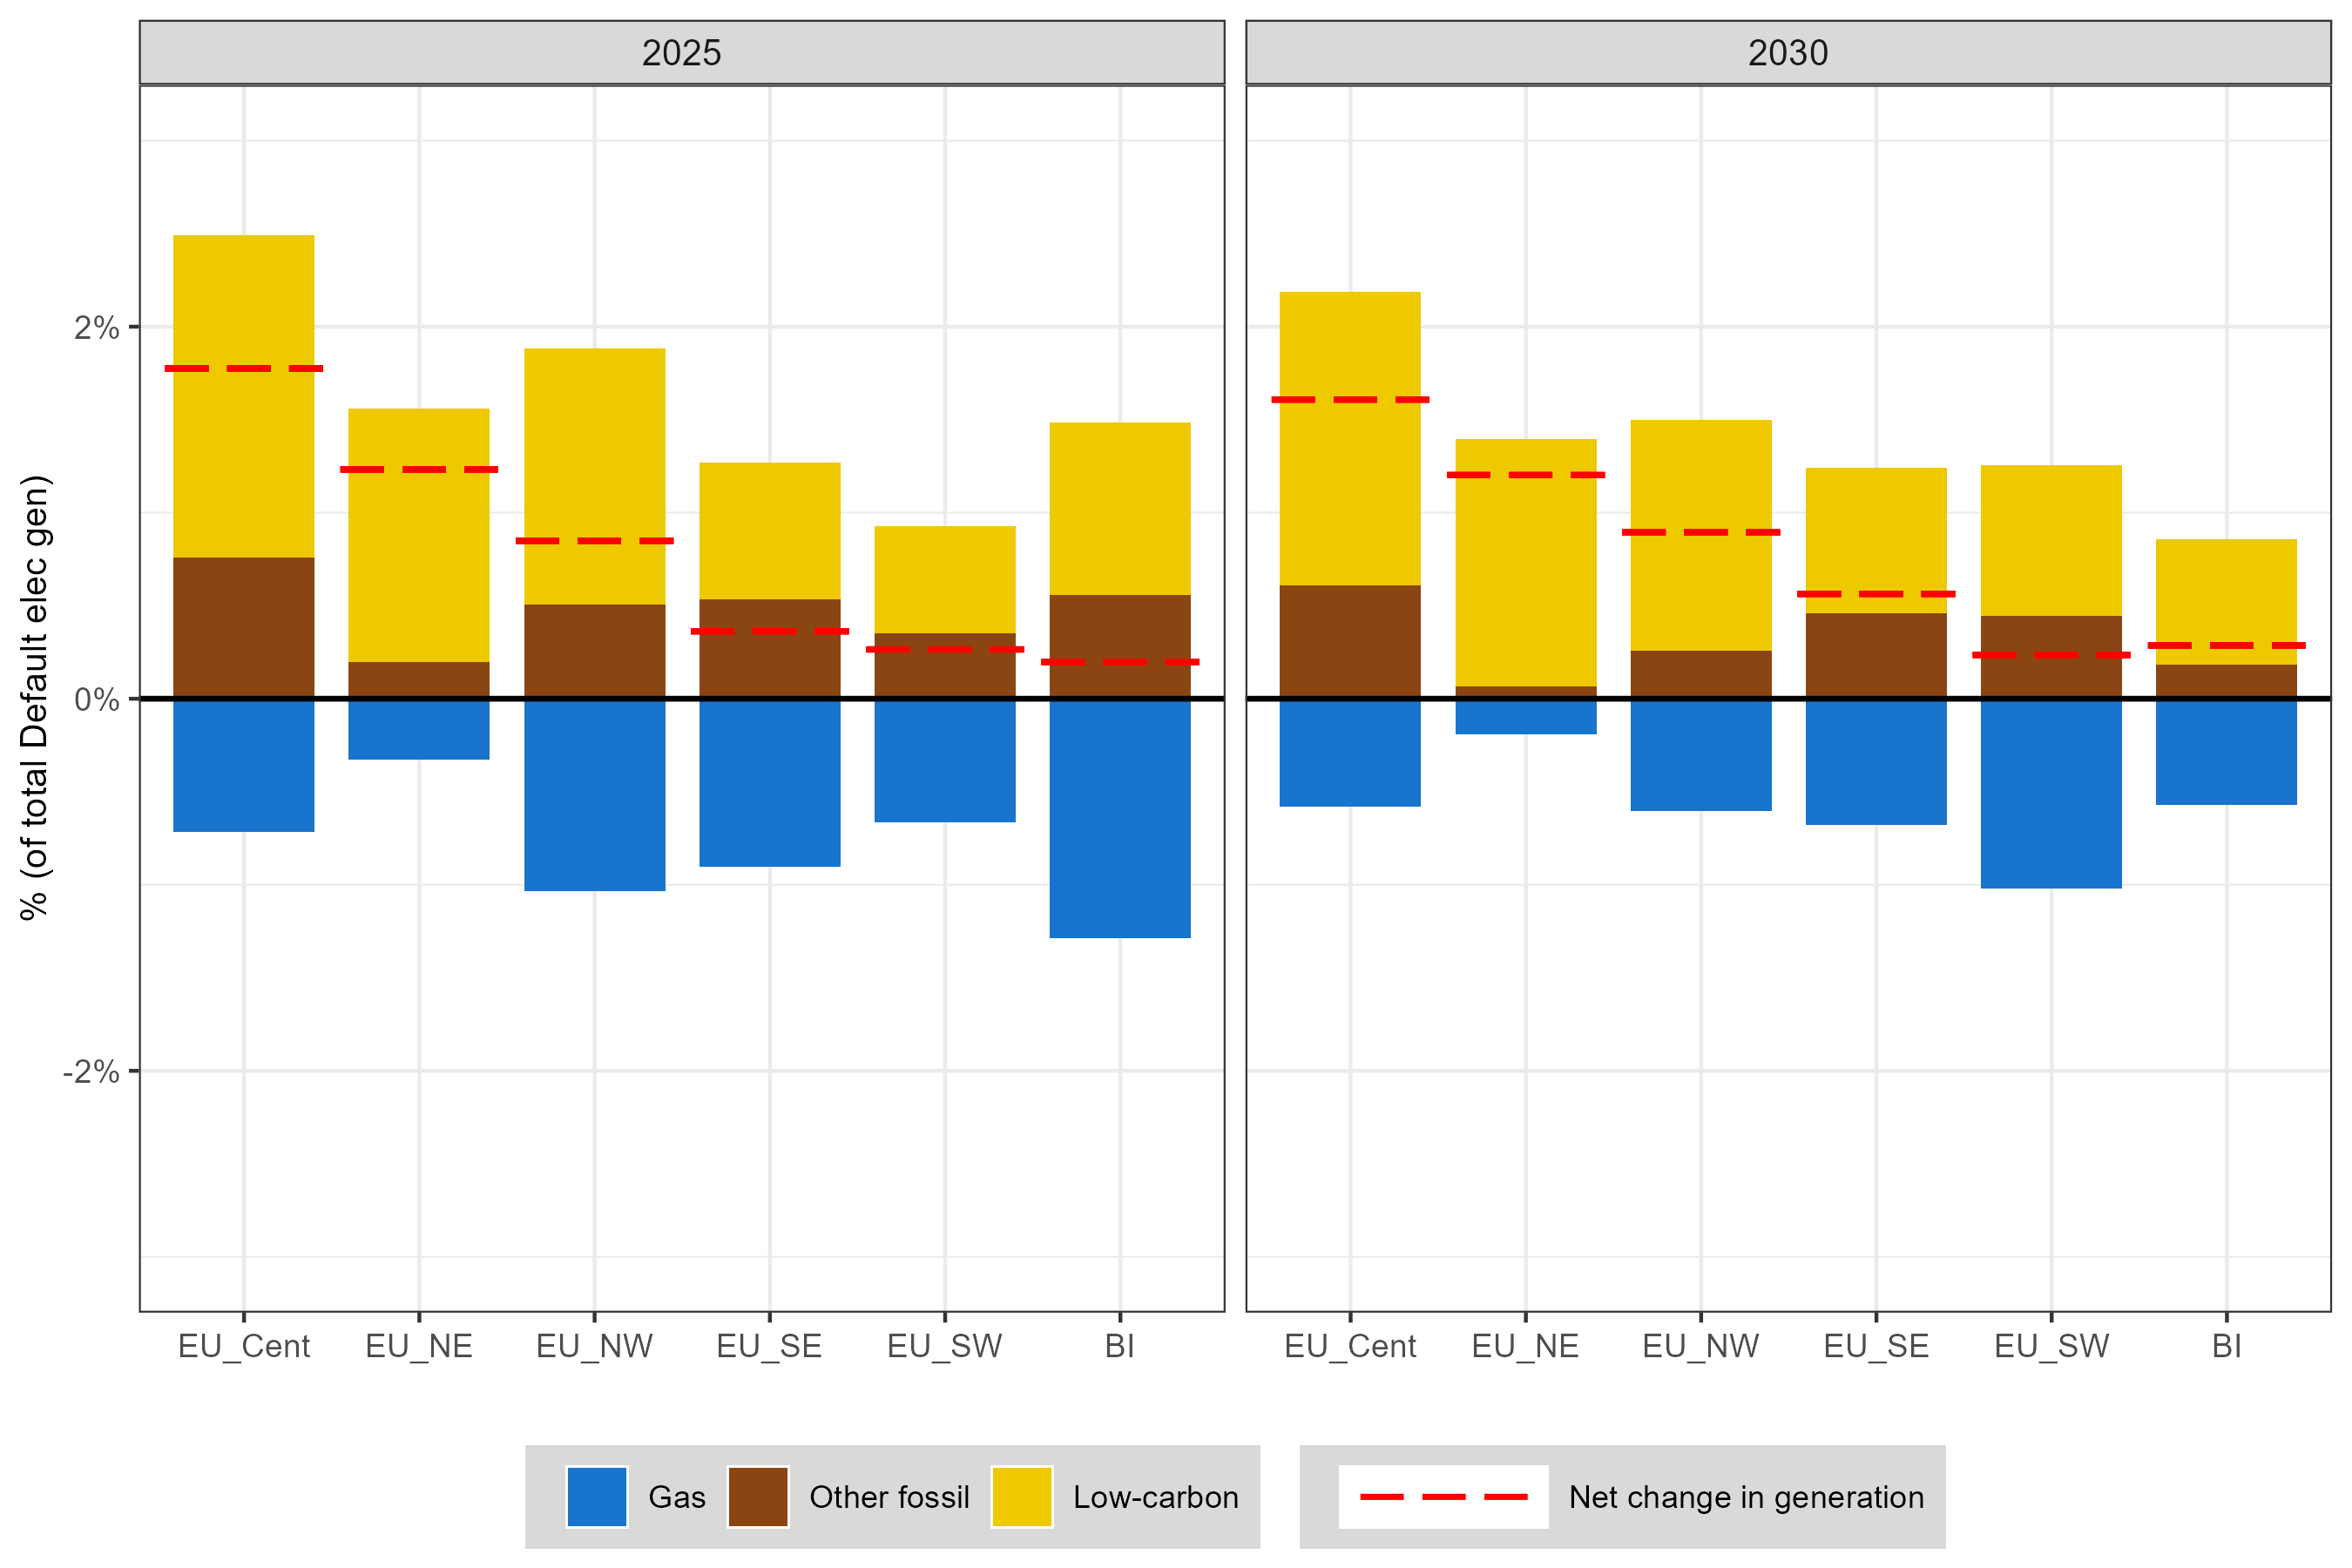 2025
2030
% (of total Default elec gen)
2%
0%
-2%
EU_Cent
EU_NE
EU_NW
EU_SE
EU_SW
BI
EU_Cent
EU_NE
EU_NW
EU_SE
EU_SW
BI
Gas
Other fossil
Low-carbon
Net change in generation